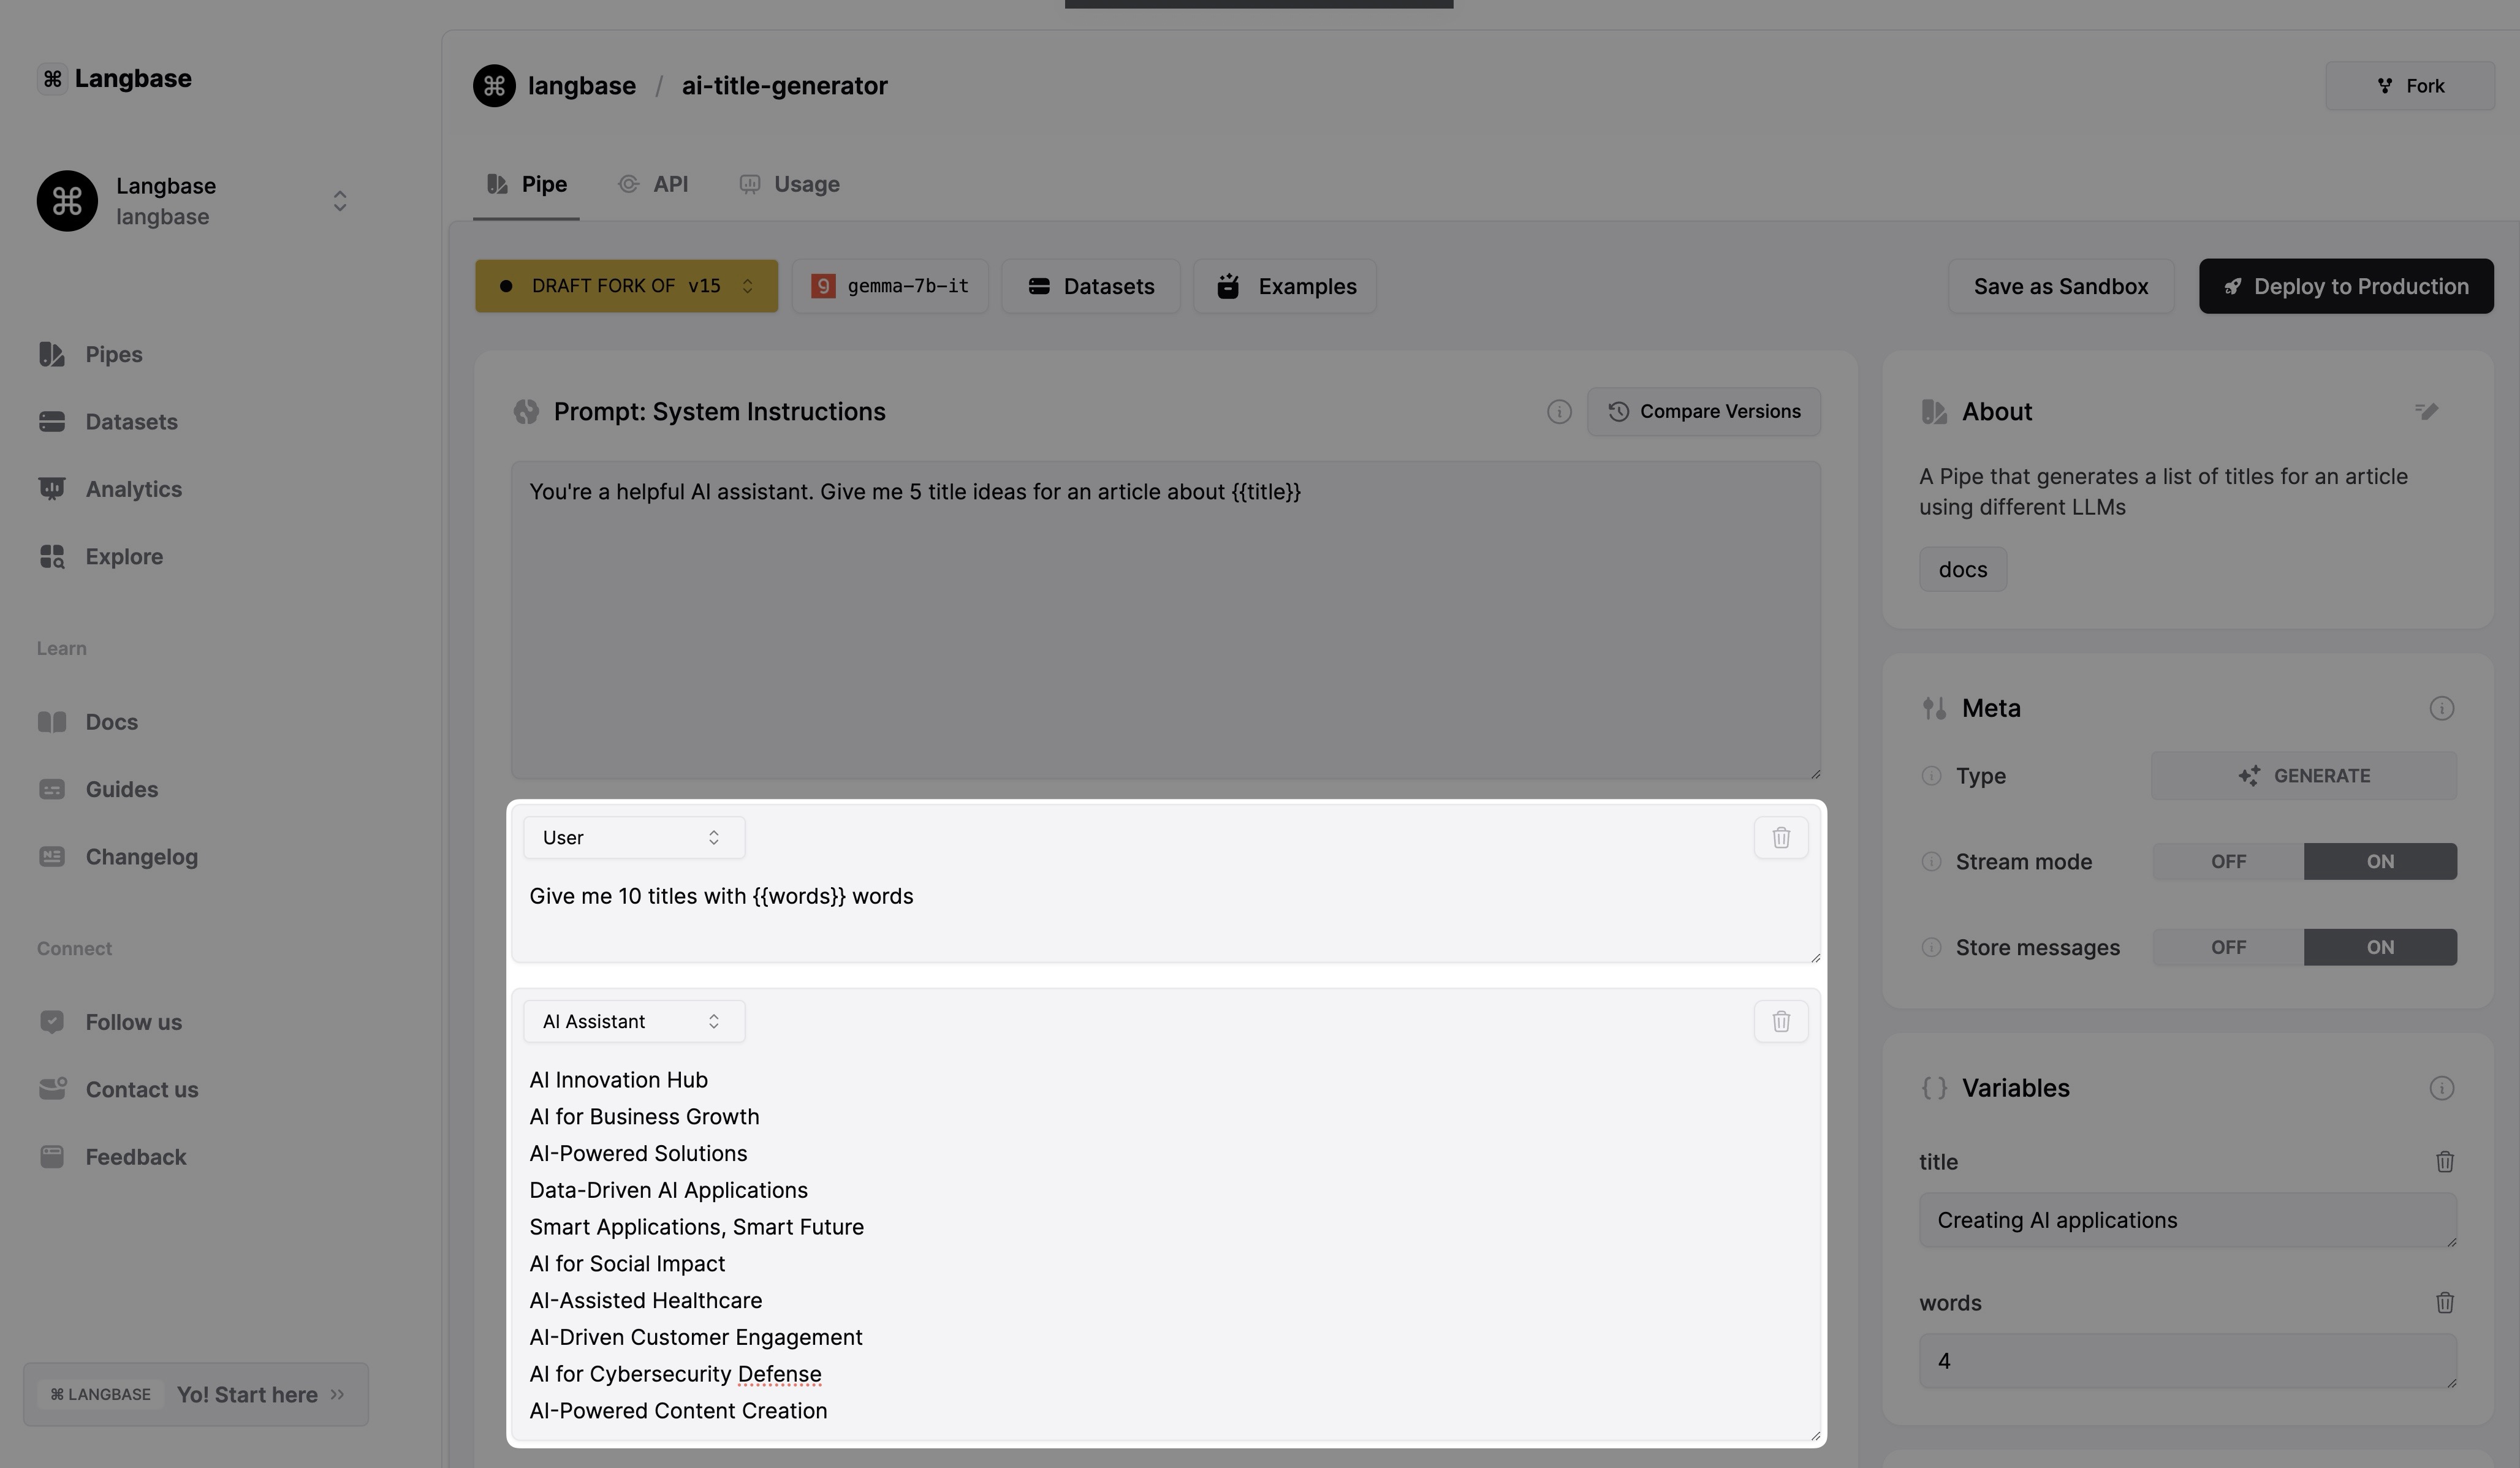 Langbase
Langbase
langbase
Pipes
Datasets
Analytics
Explore
Learn
Docs
Guides
Changelog
Connect
Follow us
Contact us
Feedback
LANGBASE Yo! Start here
langbase / ai-title-generator
Fork
Pipe API Usage
DRAFT FORK OF v15
gemma-7b-it
Datasets
Examples
Save as Sandbox
Deploy to Production
Prompt: System Instructions
Compare Versions
You're a helpful AI assistant. Give me 5 title ideas for an article about {{title}}
User
Give me 10 titles with {{words}} words
AI Assistant
AI Innovation Hub
AI for Business Growth
AI-Powered Solutions
Data-Driven AI Applications
Smart Applications, Smart Future
AI for Social Impact
AI-Assisted Healthcare
AI-Driven Customer Engagement
AI for Cybersecurity Defense
AI-Powered Content Creation
About
A Pipe that generates a list of titles for an article
using different LLMs
docs
Meta
Type GENERATE
Stream mode OFF ON
Store messages OFF ON
{} Variables
title
Creating AI applications
words
4